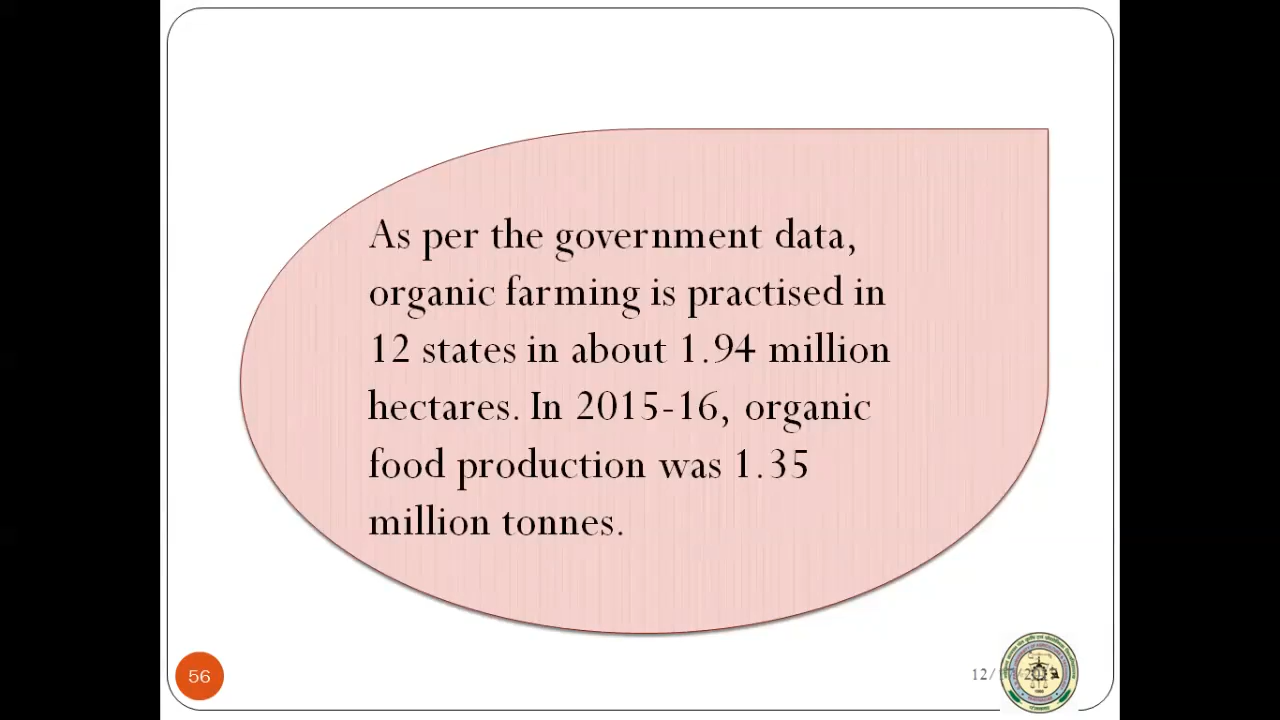 As per the government data,
organic farming is practised in
12 states in about 1.94 million
hectares. In 2015-16, organic
food production was 1.35
million tonnes.
56